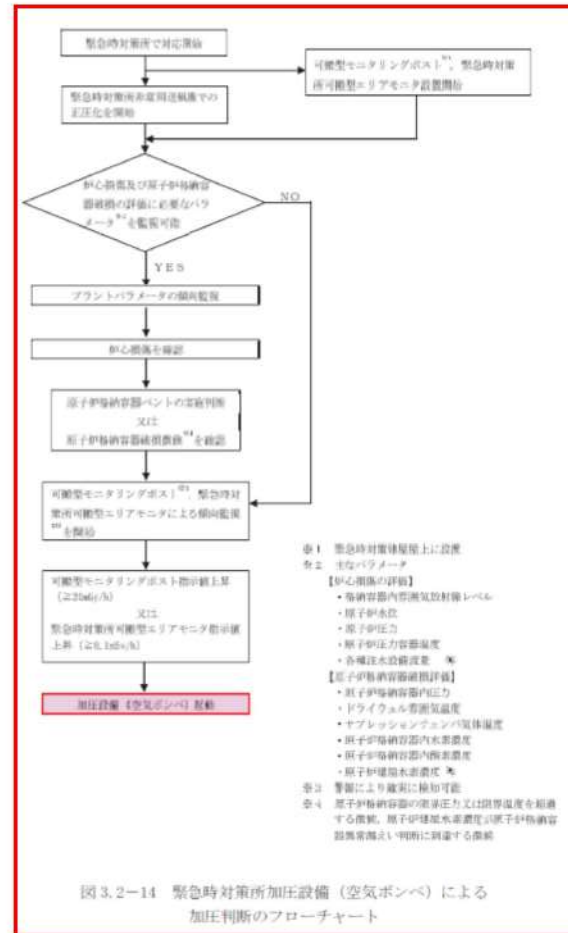 緊急時対策所で対応開始
可搬型モニタリングポスト※1、緊急時対策
所可搬型エリアモニタ設置開始
緊急時対策所非常用送風機での
正圧化を開始
炉心損傷及び原子炉格納容
器破損の評価に必要なパラ
メータ※2を監視可能
NO
YES
プラントパラメータの傾向監視
炉心損傷を確認
原子炉格納容器ベントの実施判断
又は
原子炉格納容器破損徴候※4を確認
可搬型モニタリングポスト※3、緊急時対
策所可搬型エリアモニタによる傾向監視
を開始
可搬型モニタリングポスト指示値上昇
(≧20mGy/h)
又は
緊急時対策所可搬型エリアモニタ指示値
上昇 (≧0.1mSv/h)
加圧設備（空気ボンベ）起動
※1 緊急時対策建屋屋上に設置
※2 主なパラメータ
【炉心損傷の評価】
・格納容器内雰囲気放射線レベル
・原子炉水位
・原子炉圧力
・原子炉圧力容器温度
・各種注水設備流量 等
【原子炉格納容器破損評価】
・原子炉格納容器内圧力
・ドライウェル雰囲気温度
・サプレッションチェンバ気体温度
・原子炉格納容器内水素濃度
・原子炉格納容器内酸素濃度
・原子炉建屋水素濃度 等
※3 警報により確実に検知可能
※4 原子炉格納容器の限界圧力又は限界温度を超過
する徴候、原子炉建屋水素濃度が原子炉格納容
器異常漏えい判断に到達する徴候
図3.2－14 緊急時対策所加圧設備（空気ボンベ）による
加圧判断のフローチャート